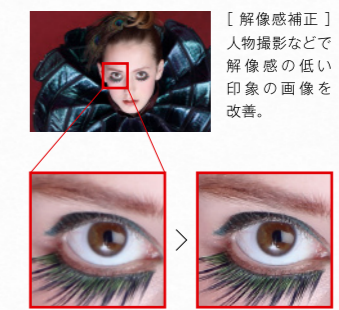 [ 解像感補正 ]
人物撮影などで
解像感の低い
印象の画像を
改善。